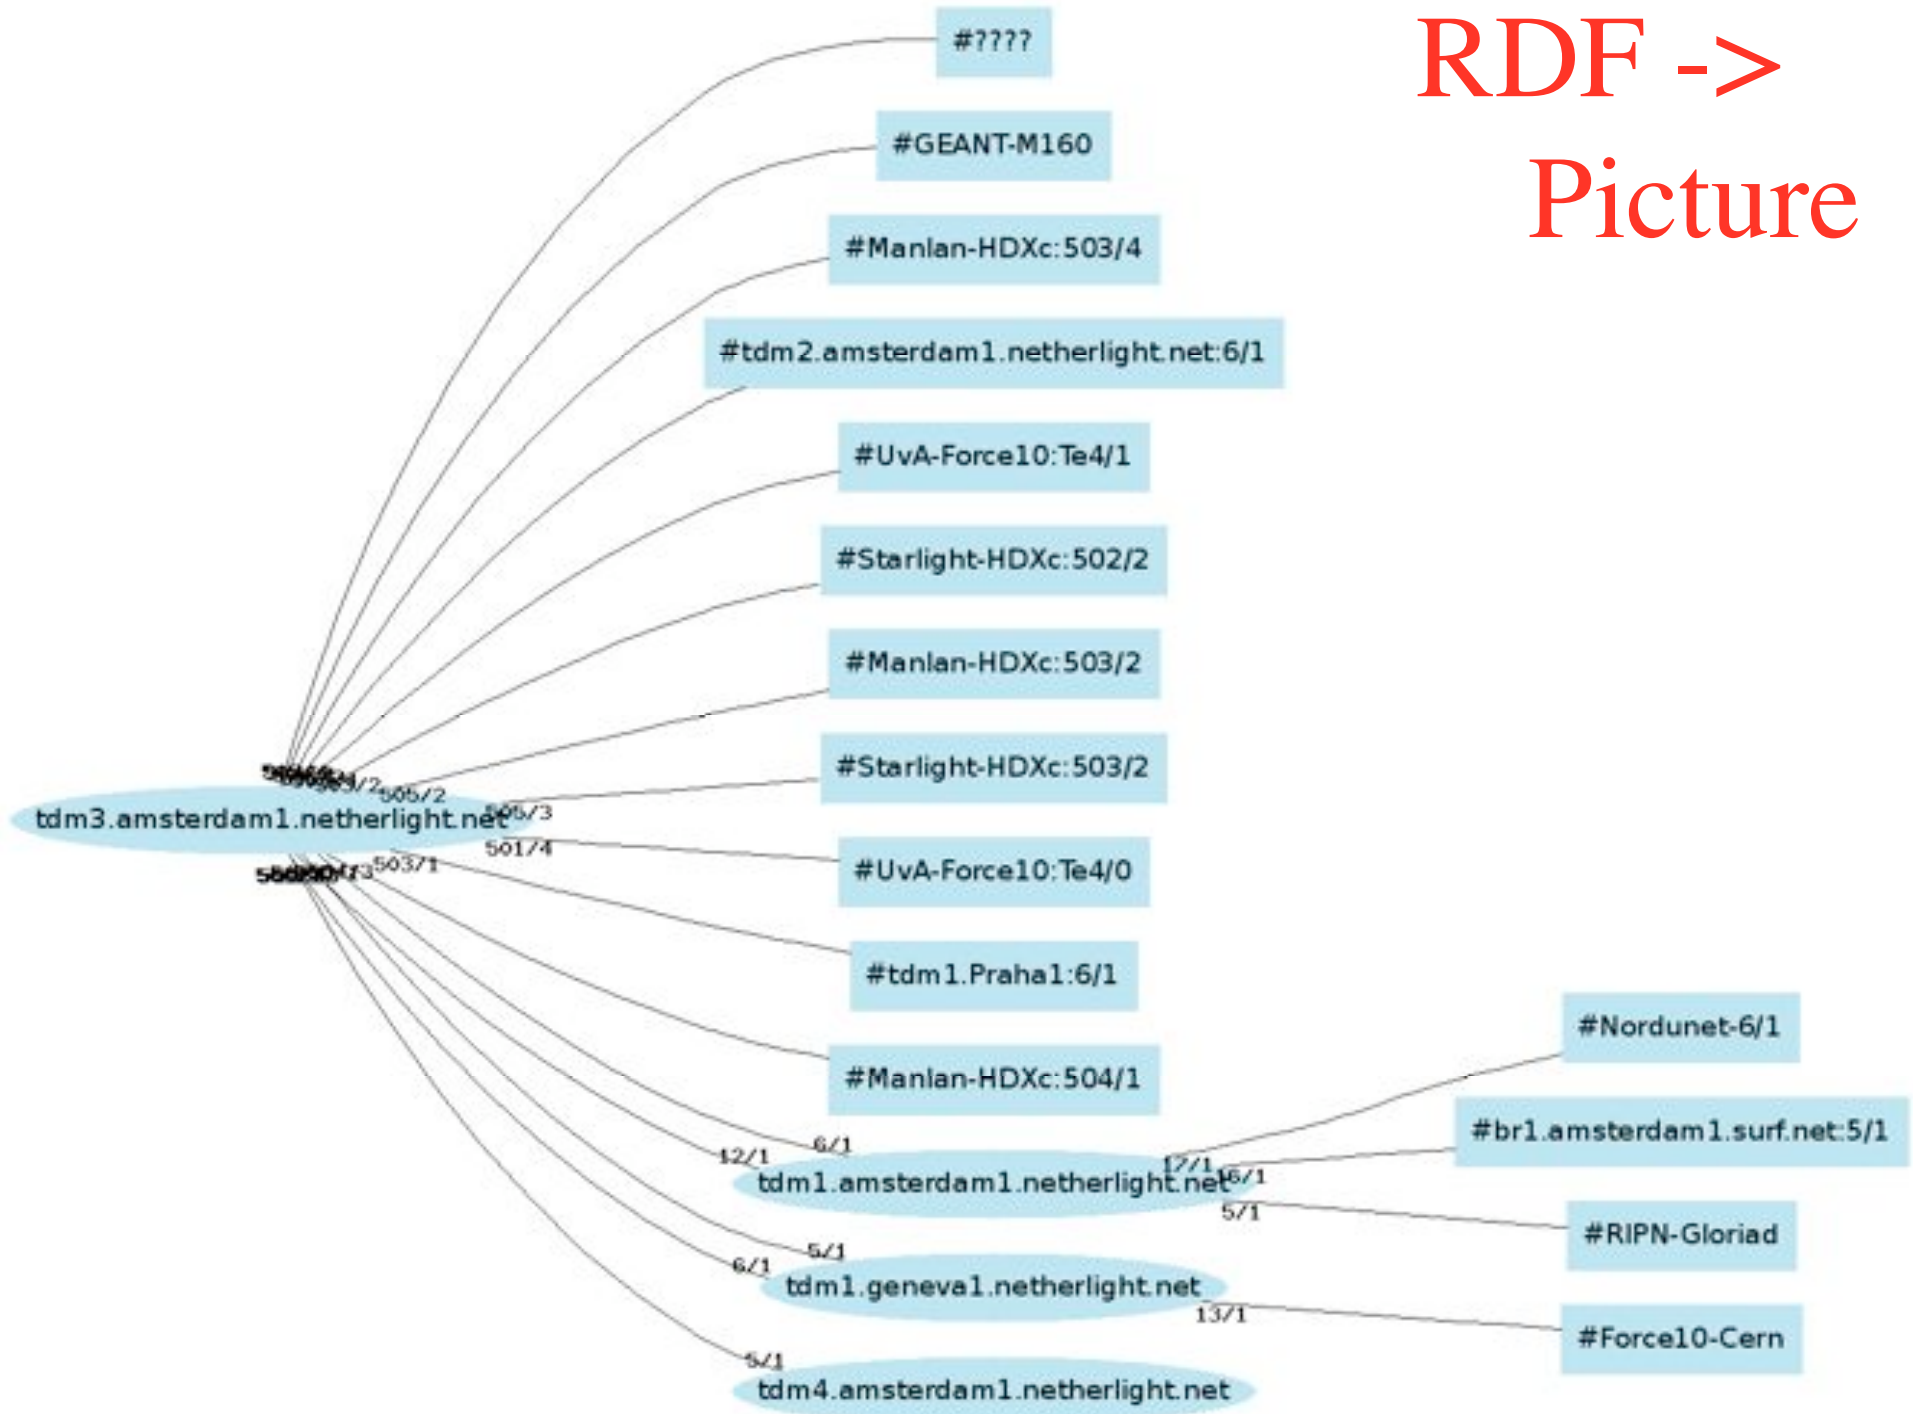 RDF ->
Picture
#????
#GEANT-M160
#Manlan-HDXc:503/4
#tdm2.amsterdam1.netherlight.net:6/1
#UvA-Force10:Te4/1
#Starlight-HDXc:502/2
#Manlan-HDXc:503/2
#Starlight-HDXc:503/2
505/2
505/3
tdm3.amsterdam1.netherlight.net
501/4
503/1
#UvA-Force10:Te4/0
#tdm1.Praha1:6/1
#Manlan-HDXc:504/1
#Nordunet-6/1
#br1.amsterdam1.surf.net:5/1
6/1
12/1
17/1
16/1
tdm1.amsterdam1.netherlight.net
5/1
#RIPN-Gloriad
5/1
6/1
tdm1.geneva1.netherlight.net
13/1
#Force10-Cern
5/1
tdm4.amsterdam1.netherlight.net